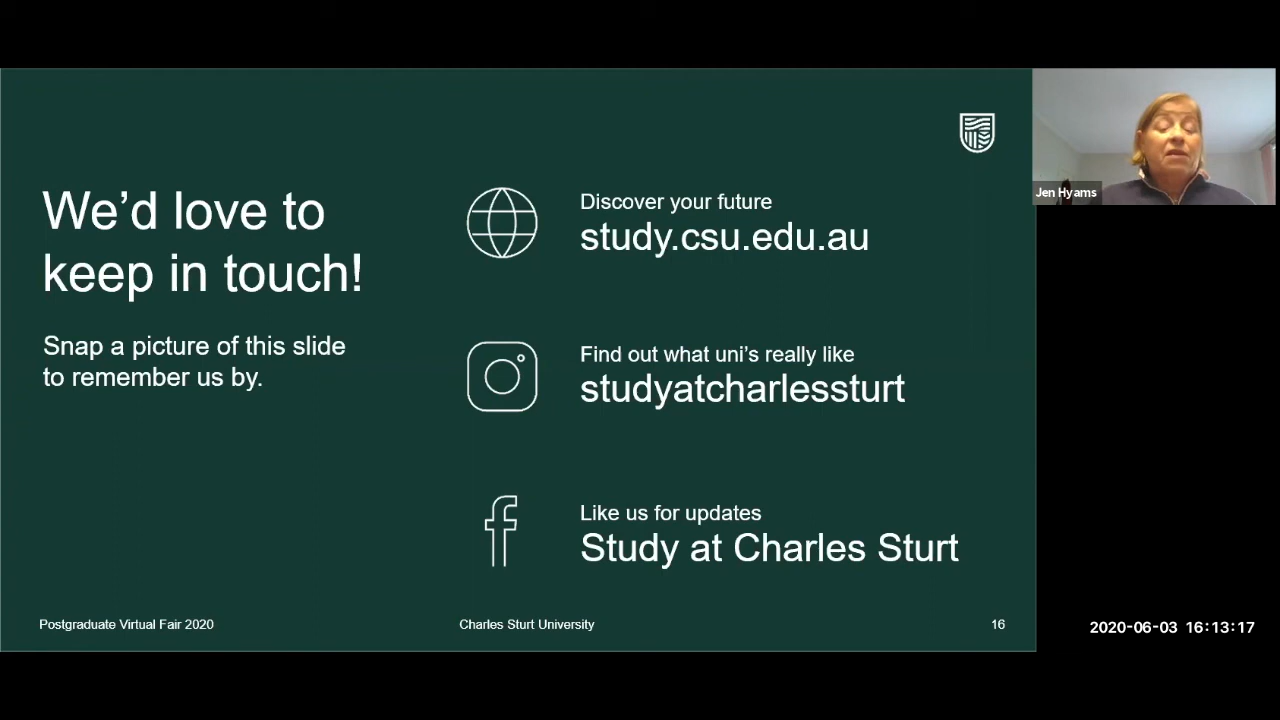 We'd love to
keep in touch!
Snap a picture of this slide
to remember us by.
Discover your future
study.csu.edu.au
Find out what uni's really like
studyatcharlessturt
Like us for updates
Study at Charles Sturt
Postgraduate Virtual Fair 2020
Charles Sturt University
16
Jen Hyams
2020-06-03 16:13:17